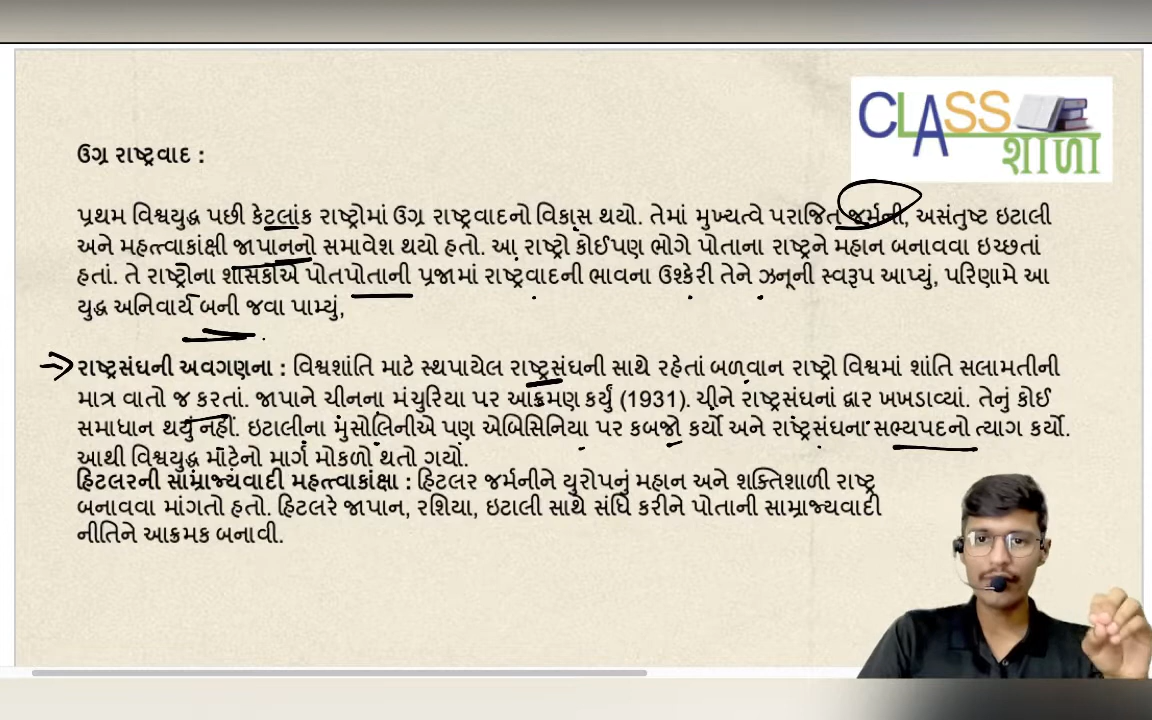 CLASS
શાળા
ઉગ્ર રાષ્ટ્રવાદ :
પ્રથમ વિશ્વયુદ્ધ પછી કેટલાંક રાષ્ટ્રોમાં ઉગ્ર રાષ્ટ્રવાદનો વિકાસ થયો. તેમાં મુખ્યત્વે પરાજિત જર્મની, અસંતુષ્ટ ઇટાલી
અને મહત્વાકાંક્ષી જાપાનનો સમાવેશ થયો હતો. આ રાષ્ટ્રો કોઈપણ ભોગે પોતાના રાષ્ટ્રને મહાન બનાવવા ઇચ્છતાં
હતાં. તે રાષ્ટ્રોના શાસકોએ પોતપોતાની પ્રજામાં રાષ્ટ્રવાદની ભાવના ઉશ્કેરી તેને ઝનૂની સ્વરૂપ આપ્યું, પરિણામે આ
યુદ્ધ અનિવાર્ય બની જવા પામ્યું,
રાષ્ટ્રસંઘની અવગણના : વિશ્વશાંતિ માટે સ્થપાયેલ રાષ્ટ્રસંઘની સાથે રહેતાં બળવાન રાષ્ટ્રો વિશ્વમાં શાંતિ સલામતીની
માત્ર વાતો જ કરતાં. જાપાને ચીનના મંચુરિયા પર આક્રમણ કર્યું (1931). ચીને રાષ્ટ્રસંઘનાં દ્વાર ખખડાવ્યાં. તેનું કોઈ
સમાધાન થયું નહીં. ઇટાલીના મુસોલિનીએ પણ એબિસિનિયા પર કબજો કર્યો અને રાષ્ટ્રસંઘના સભ્યપદનો ત્યાગ કર્યો.
આથી વિશ્વયુદ્ધ માટેનો માર્ગ મોકળો થતો ગયો.
હિટલરની સામ્રાજ્યવાદી મહત્વાકાંક્ષા : હિટલર જર્મનીને યુરોપનું મહાન અને શક્તિશાળી રાષ્ટ્ર
બનાવવા માંગતો હતો. હિટલરે જાપાન, રશિયા, ઇટાલી સાથે સંધિ કરીને પોતાની સામ્રાજ્યવાદી
નીતિને આક્રમક બનાવી.